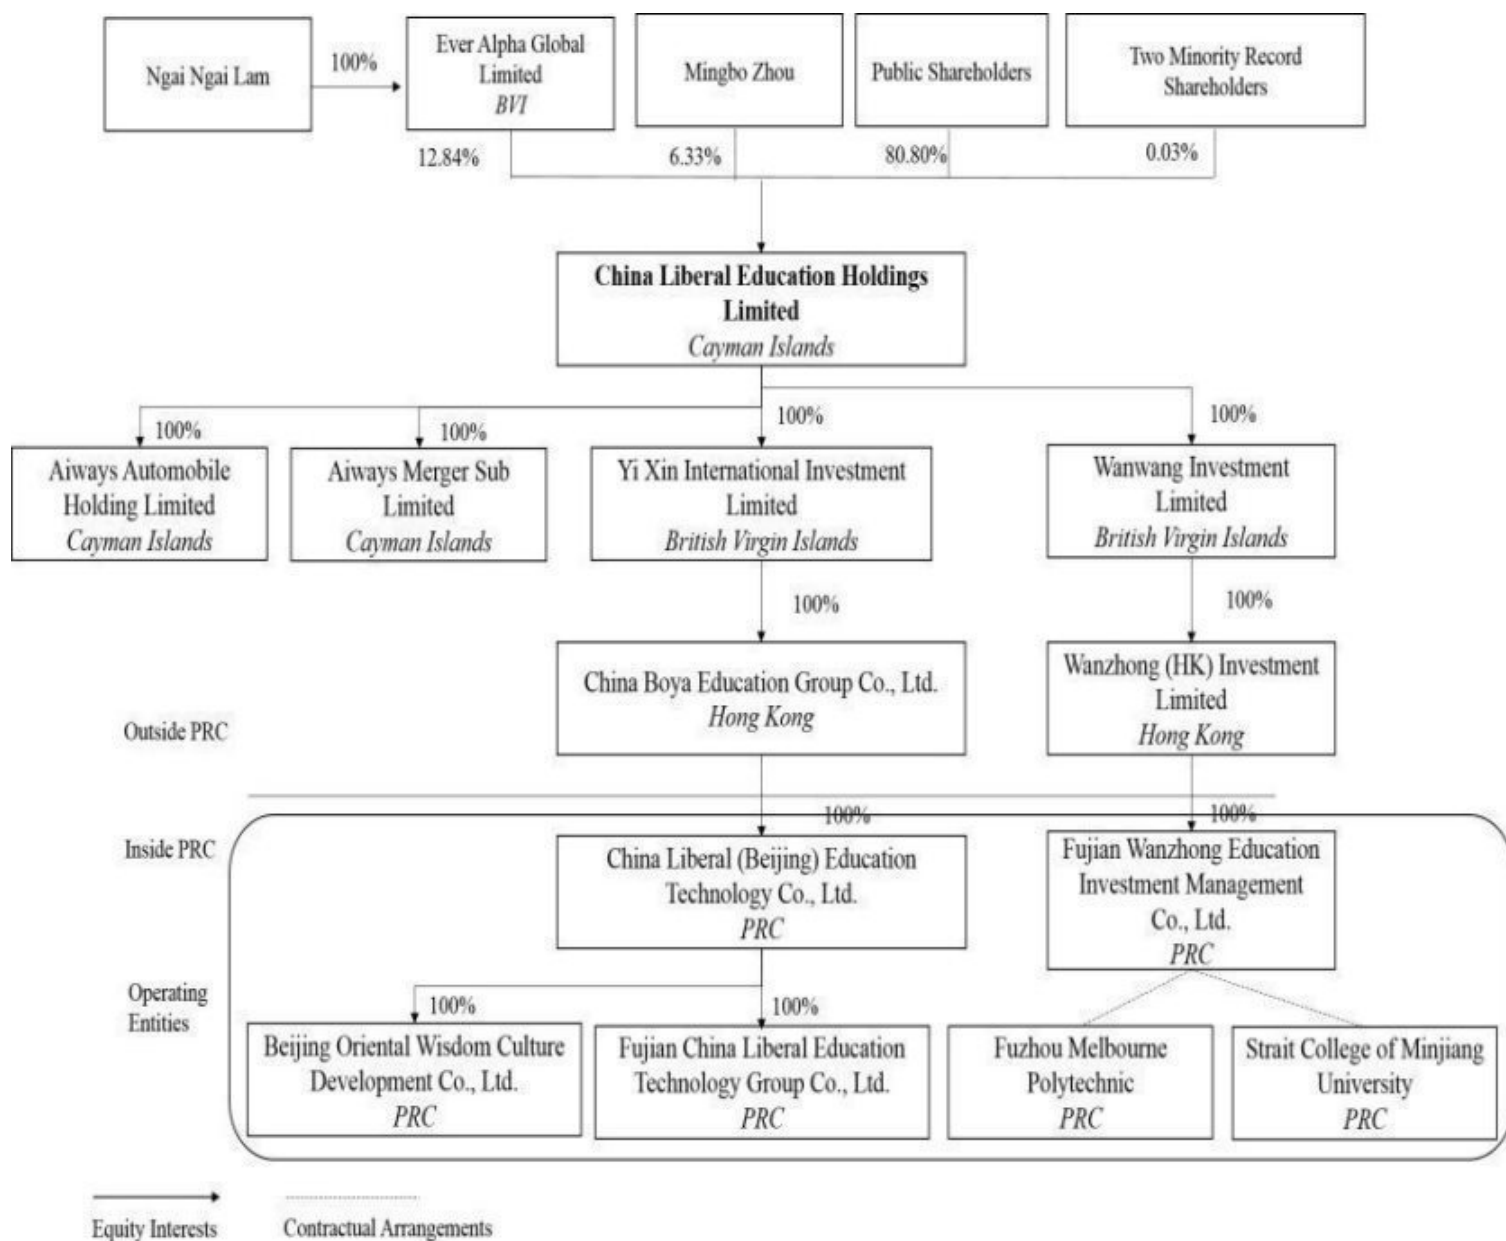 Ngai Ngai Lam
100%
Ever Alpha Global
Limited
BVI
Mingbo Zhou
Public Shareholders
Two Minority Record
Shareholders
12.84%
6.33%
80.80%
0.03%
China Liberal Education Holdings
Limited
Cayman Islands
100%
100%
100%
100%
Aiways Automobile
Holding Limited
Cayman Islands
Aiways Merger Sub
Limited
Cayman Islands
Yi Xin International Investment
Limited
British Virgin Islands
Wanwang Investment
Limited
British Virgin Islands
100%
100%
China Boya Education Group Co., Ltd.
Hong Kong
Wanzhong (HK) Investment
Limited
Hong Kong
Outside PRC
100%
100%
Inside PRC
China Liberal (Beijing) Education
Technology Co., Ltd.
PRC
Fujian Wanzhong Education
Investment Management
Co., Ltd.
PRC
Operating
Entities
100%
100%
Beijing Oriental Wisdom Culture
Development Co., Ltd.
PRC
Fujian China Liberal Education
Technology Group Co., Ltd.
PRC
Fuzhou Melbourne
Polytechnic
PRC
Strait College of Minjiang
University
PRC
Equity Interests
Contractual Arrangements